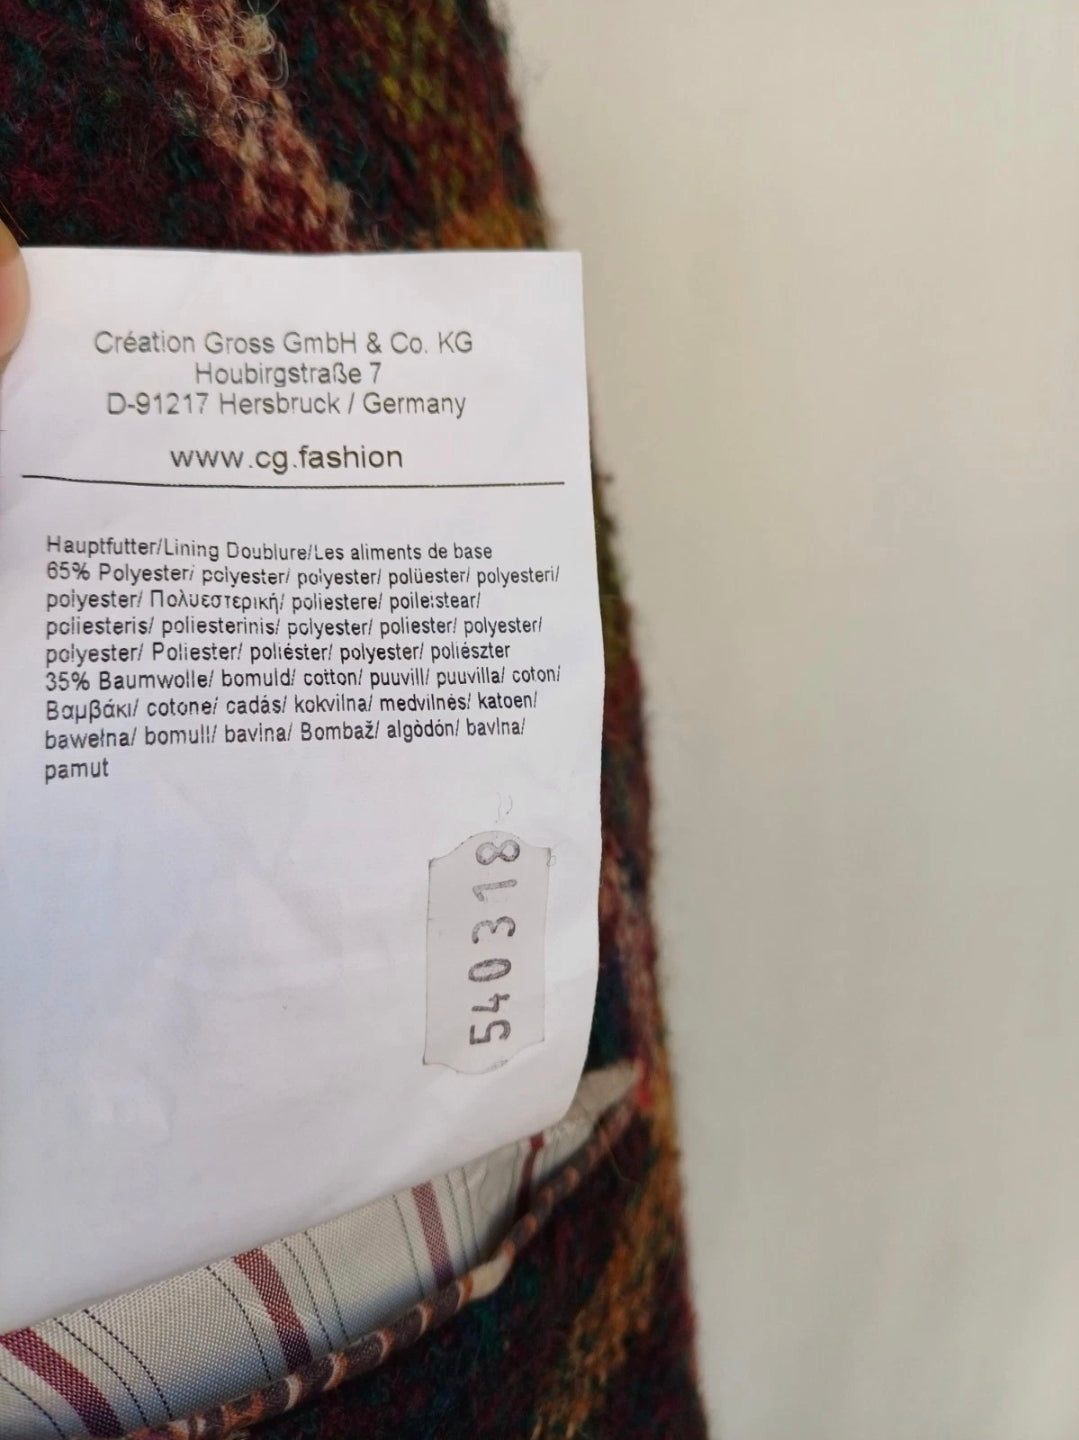 Création Gross GmbH & Co. KG
Houbirgstraße 7
D-91217 Hersbruck / Germany
www.cg.fashion
Hauptfutter/Lining Doublure/Les aliments de base
65% Polyester/ polyester/ polyester/ polüester/ polyesteri/
polyester/ Πολυεστερική/ poliestere/ poileistear/
poliesteris/ poliesterinis/ polyester/ poliester/ polyester/
polyester/ Poliester/ poliéster/ polyester/ poliészter
35% Baumwolle/ bomuld/ cotton/ puuvill/ puuvilla/ coton/
Βαμβάκι/ cotone/ cadás/ kokvilna/ medvilnės/ katoen/
bawełna/ bomull/ bavlna/ Bombaž/ algòdón/ bavlna/
pamut
540318